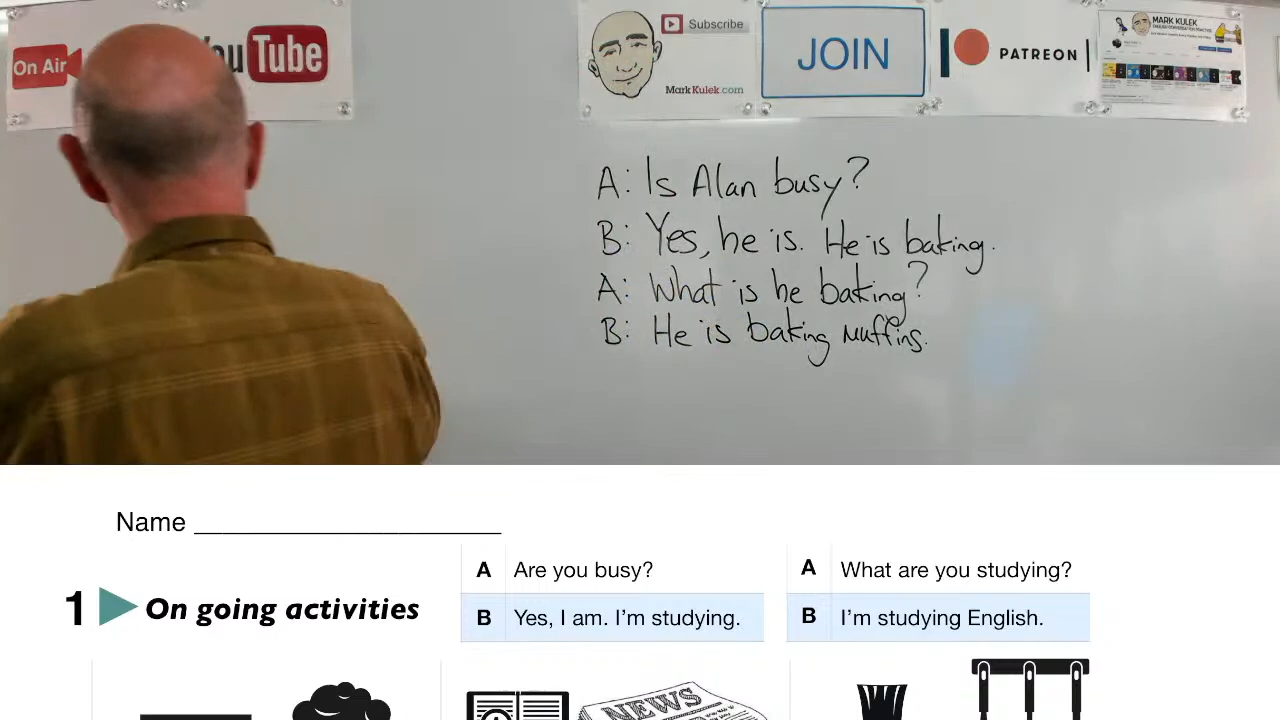 On Air
You Tube
Subscribe
MarkKulek.com
JOIN
PATREON
MARK KULEK
A: Is Alan busy?
B: Yes, he is. He is baking.
A: What is he baking?
B: He is baking muffins.
Name
A Are you busy?
B Yes, I am. I'm studying.
A What are you studying?
B I'm studying English.
1 On going activities
NEWS